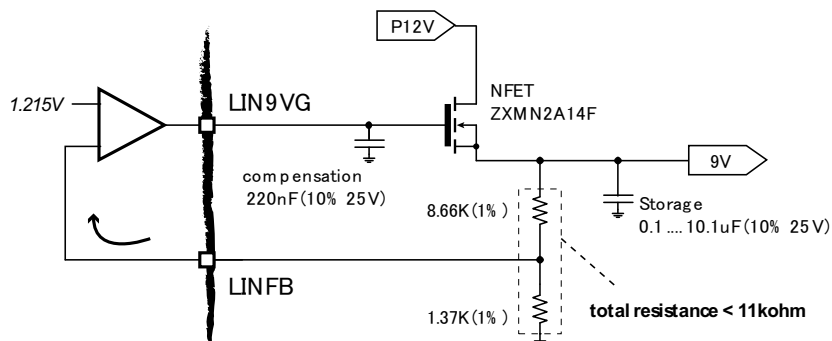 P12V
NFET
ZXMN2A14F
1.215V
LIN9VG
9V
compensation
220nF(10% 25V)
8.66K(1%)
Storage
0.1 .... 10.1uF(10% 25V)
LINFB
1.37K(1%)
total resistance < 11kohm